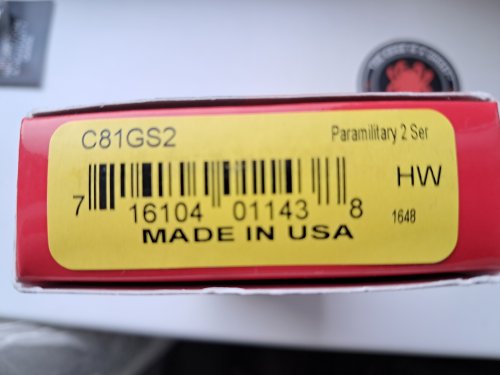 C81GS2
Paramilitary 2 Ser
7 16104 01143 8
HW
1648
MADE IN USA